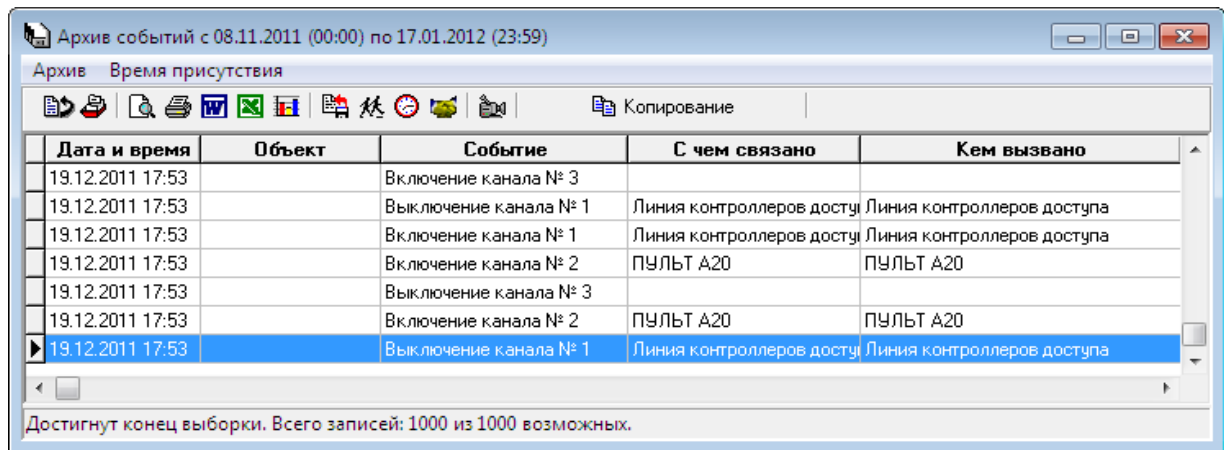 Архив событий с 08.11.2011 (00:00) по 17.01.2012 (23:59)
Архив Время присутствия
Копирование
Дата и время Объект Событие С чем связано Кем вызвано
19.12.2011 17:53 Включение канала № 3
19.12.2011 17:53 Выключение канала № 1 Линия контроллеров досту Линия контроллеров доступа
19.12.2011 17:53 Включение канала № 1 Линия контроллеров досту Линия контроллеров доступа
19.12.2011 17:53 Включение канала № 2 ПУЛЬТ А20 ПУЛЬТ А20
19.12.2011 17:53 Выключение канала № 3
19.12.2011 17:53 Включение канала № 2 ПУЛЬТ А20 ПУЛЬТ А20
19.12.2011 17:53 Выключение канала № 1 Линия контроллеров досту Линия контроллеров доступа
Достигнут конец выборки. Всего записей: 1000 из 1000 возможных.